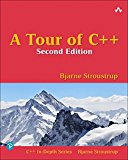 A Tour of C++
Second Edition
Bjarne Stroustrup
C++ In-Depth Series
Bjarne Stroustrup